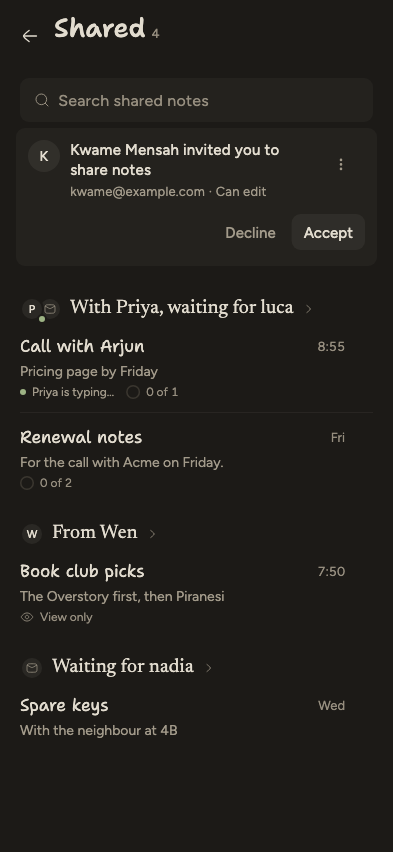 Shared 4
Search shared notes
K
Kwame Mensah invited you to
share notes
kwame@example.com · Can edit
Decline Accept
P With Priya, waiting for luca
Call with Arjun 8:55
Pricing page by Friday
Priya is typing... 0 of 1
Renewal notes Fri
For the call with Acme on Friday.
0 of 2
W From Wen
Book club picks 7:50
The Overstory first, then Piranesi
View only
Waiting for nadia
Spare keys Wed
With the neighbour at 4B